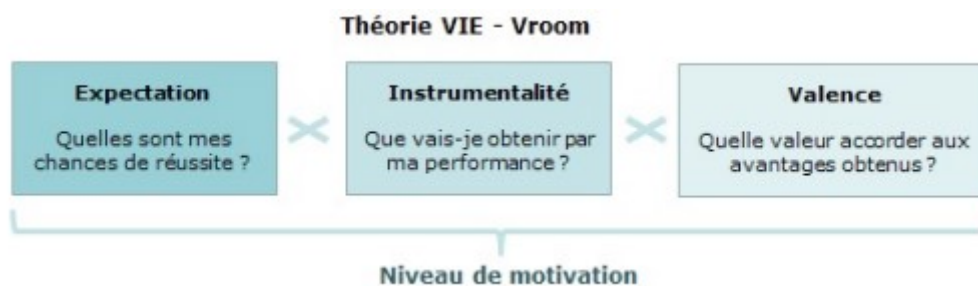 Théorie VIE - Vroom
Expectation
Quelles sont mes
chances de réussite ?
Instrumentalité
Que vais-je obtenir par
ma performance ?
Valence
Quelle valeur accorder aux
avantages obtenus ?
Niveau de motivation